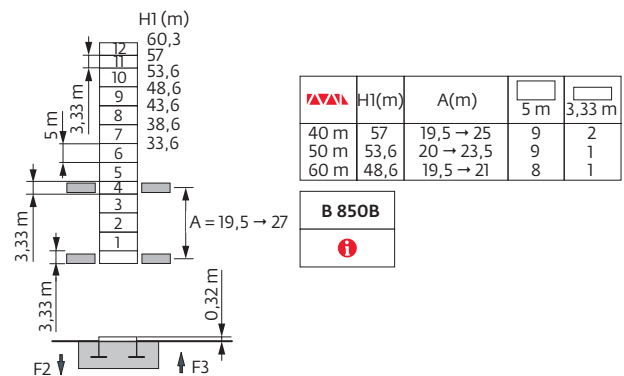 H1 (m)
60,3
57
53,6
48,6
43,6
38,6
33,6
12
11
10
9
8
7
6
5
4
3
2
1
3,33 m
5 m
3,33 m
3,33 m
A = 19,5 → 27
0,32 m
F2
F3
H1(m) A(m) 5 m 3,33 m
40 m 57 19,5 → 25 9 2
50 m 53,6 20 → 23,5 9 1
60 m 48,6 19,5 → 21 8 1
B 850B
i